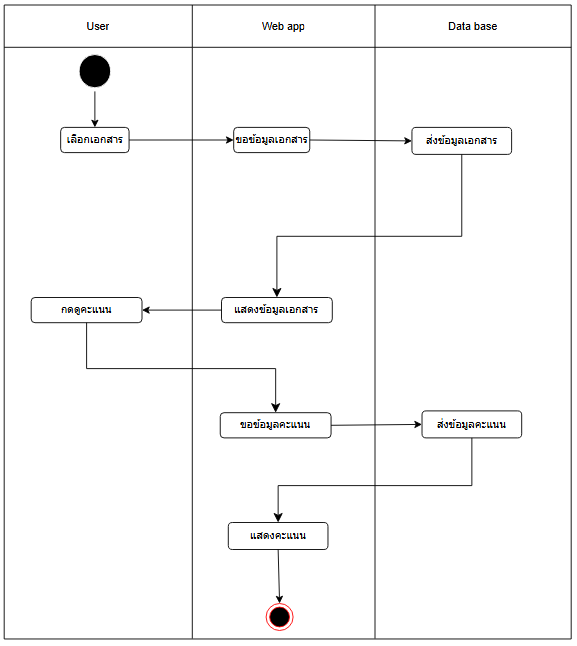 User
Web app
Data base
เลือกเอกสาร
ขอข้อมูลเอกสาร
ส่งข้อมูลเอกสาร
กดดูคะแนน
แสดงข้อมูลเอกสาร
ขอข้อมูลคะแนน
ส่งข้อมูลคะแนน
แสดงคะแนน